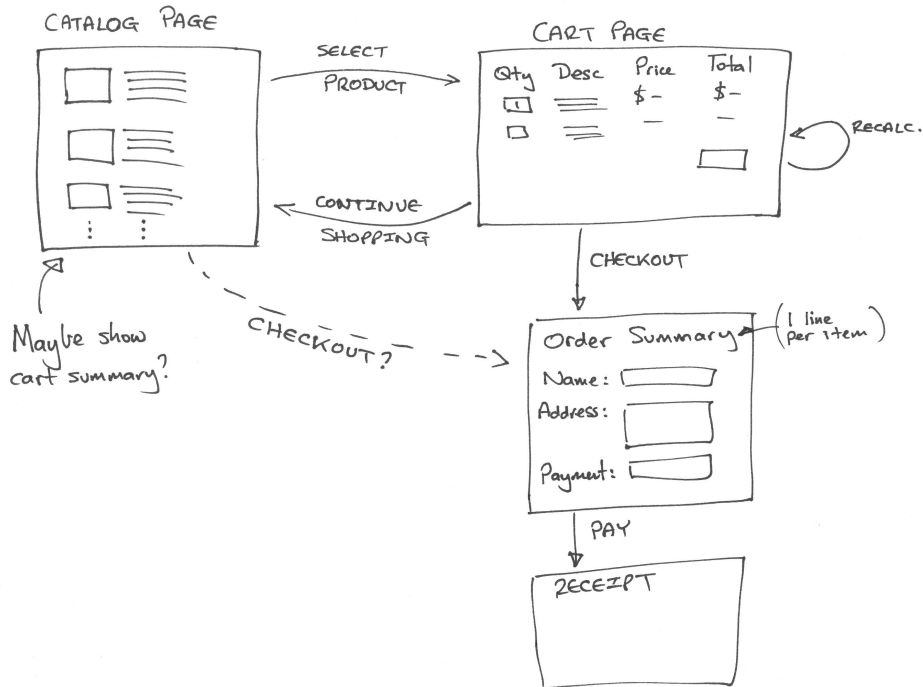 CATALOG PAGE
SELECT
PRODUCT
CONTINUE
SHOPPING
CART PAGE
Qty Desc Price Total
1 $- $-
- -
RECALC.
CHECKOUT
Maybe show
cart summary?
CHECKOUT?
Order Summary
(1 line
per item)
Name:
Address:
Payment:
PAY
RECEIPT